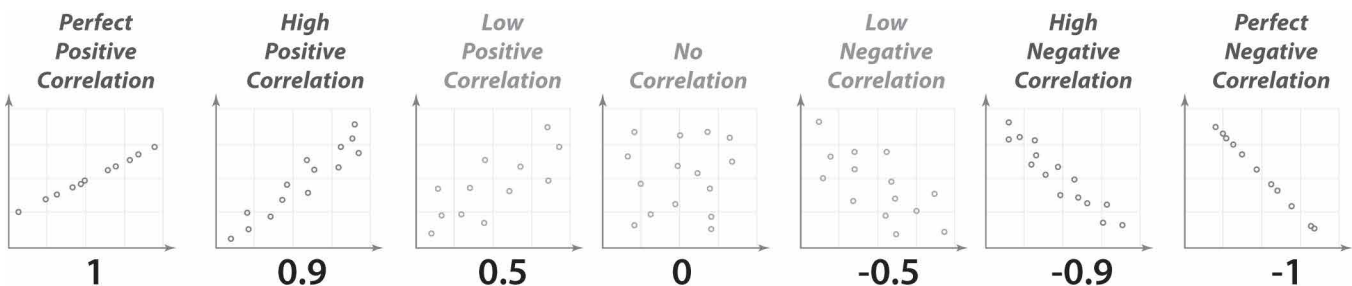 Perfect
Positive
Correlation
High
Positive
Correlation
Low
Positive
Correlation
No
Correlation
Low
Negative
Correlation
High
Negative
Correlation
Perfect
Negative
Correlation
1
0.9
0.5
0
-0.5
-0.9
-1